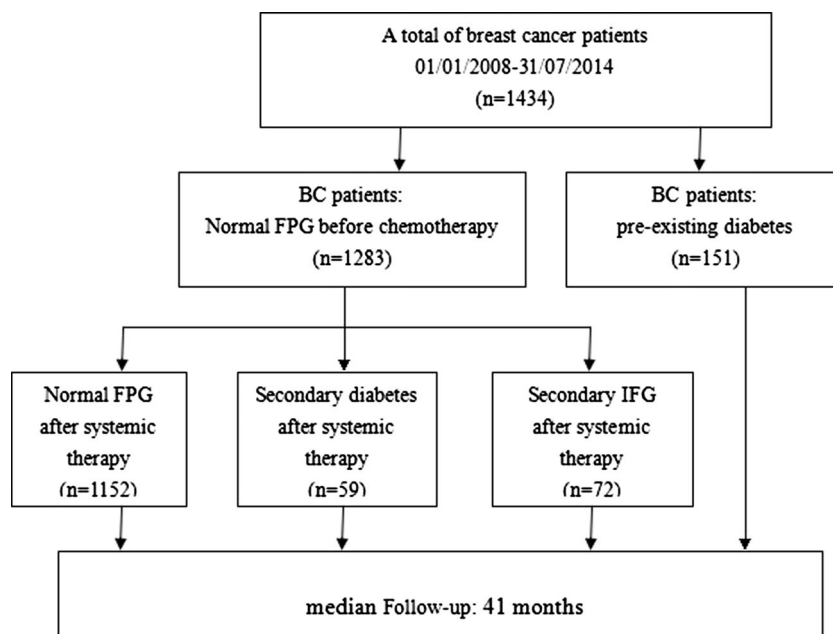 A total of breast cancer patients
01/01/2008-31/07/2014
(n=1434)
BC patients:
Normal FPG before chemotherapy
(n=1283)
BC patients:
pre-existing diabetes
(n=151)
Normal FPG
after systemic
therapy
(n=1152)
Secondary diabetes
after systemic
therapy
(n=59)
Secondary IFG
after systemic
therapy
(n=72)
median Follow-up: 41 months